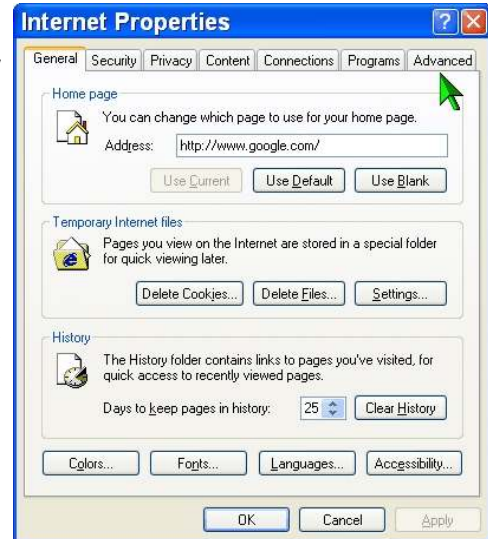 Internet Properties
General Security Privacy Content Connections Programs Advanced
Home page
You can change which page to use for your home page.
Address: http://www.google.com/
Use Current Use Default Use Blank
Temporary Internet files
Pages you view on the Internet are stored in a special folder
for quick viewing later.
Delete Cookies... Delete Files... Settings...
History
The History folder contains links to pages you've visited, for
quick access to recently viewed pages.
Days to keep pages in history: 25 Clear History
Colors... Fonts... Languages... Accessibility...
OK Cancel Apply